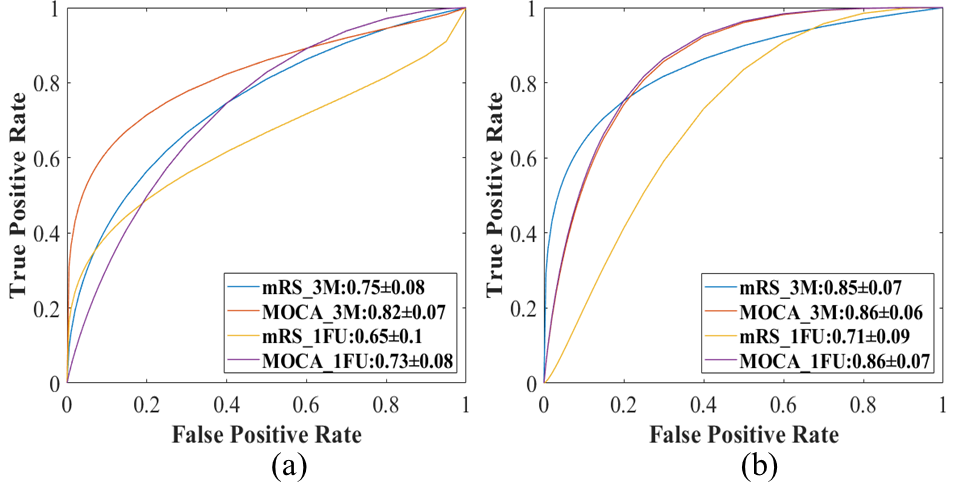 True Positive Rate
1
0.8
0.6
0.4
0.2
0
0
0.2
0.4
0.6
0.8
1
False Positive Rate
mRS_3M:0.75±0.08
MOCA_3M:0.82±0.07
mRS_1FU:0.65±0.1
MOCA_1FU:0.73±0.08
(a)
True Positive Rate
1
0.8
0.6
0.4
0.2
0
0
0.2
0.4
0.6
0.8
1
False Positive Rate
mRS_3M:0.85±0.07
MOCA_3M:0.86±0.06
mRS_1FU:0.71±0.09
MOCA_1FU:0.86±0.07
(b)